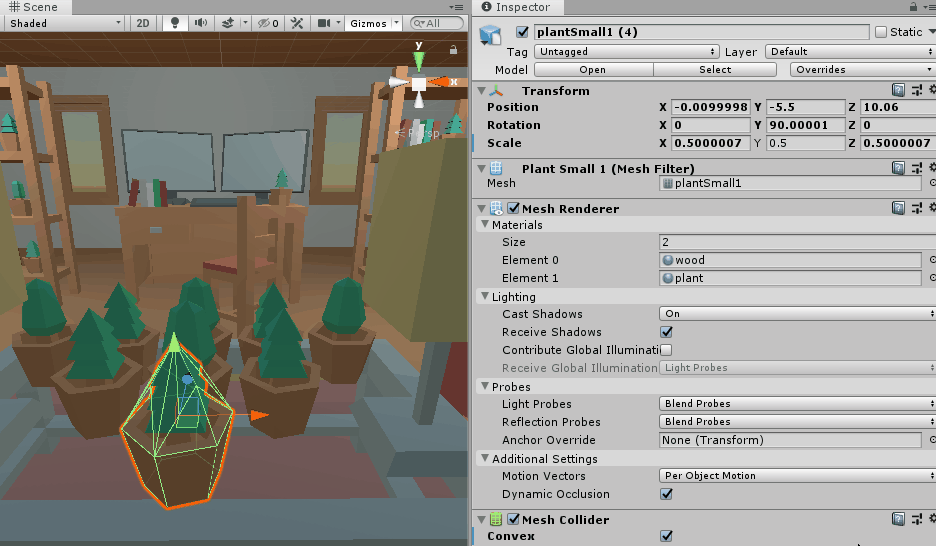 Scene
Shaded
2D
0
Gizmos
All
y
x
Persp
Inspector
plantSmall1 (4)
Static
Tag
Untagged
Layer
Default
Model
Open
Select
Overrides
Transform
Position
X -0.0099998 Y -5.5 Z 10.06
Rotation
X 0 Y 90.00001 Z 0
Scale
X 0.5000007 Y 0.5 Z 0.5000007
Plant Small 1 (Mesh Filter)
Mesh
plantSmall1
Mesh Renderer
Materials
Size
2
Element 0
wood
Element 1
plant
Lighting
Cast Shadows
On
Receive Shadows
Contribute Global Illuminati
Receive Global Illumination
Light Probes
Probes
Light Probes
Blend Probes
Reflection Probes
Blend Probes
Anchor Override
None (Transform)
Additional Settings
Motion Vectors
Per Object Motion
Dynamic Occlusion
Mesh Collider
Convex